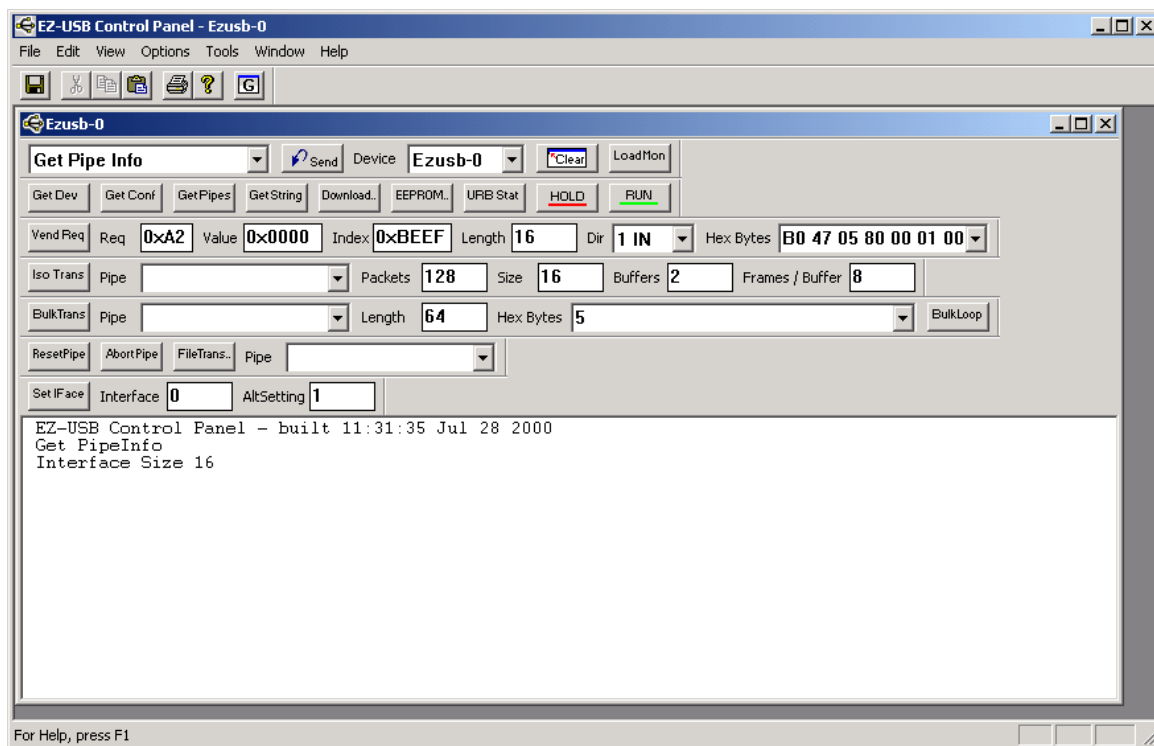 EZ-USB Control Panel - Ezusb-0
File Edit View Options Tools Window Help
G
Ezusb-0
Get Pipe Info Send Device Ezusb-0 Clear LoadMon
Get Dev Get Conf GetPipes GetString Download.. EEPROM.. URB Stat HOLD RUN
Vend Req Req 0xA2 Value 0x0000 Index 0xBEEF Length 16 Dir 1 IN Hex Bytes B0 47 05 80 00 01 00
Iso Trans Pipe Packets 128 Size 16 Buffers 2 Frames / Buffer 8
BulkTrans Pipe Length 64 Hex Bytes 5 BulkLoop
ResetPipe AbortPipe FileTrans.. Pipe
Set IFace Interface 0 AltSetting 1
EZ-USB Control Panel - built 11:31:35 Jul 28 2000
Get PipeInfo
Interface Size 16
For Help, press F1